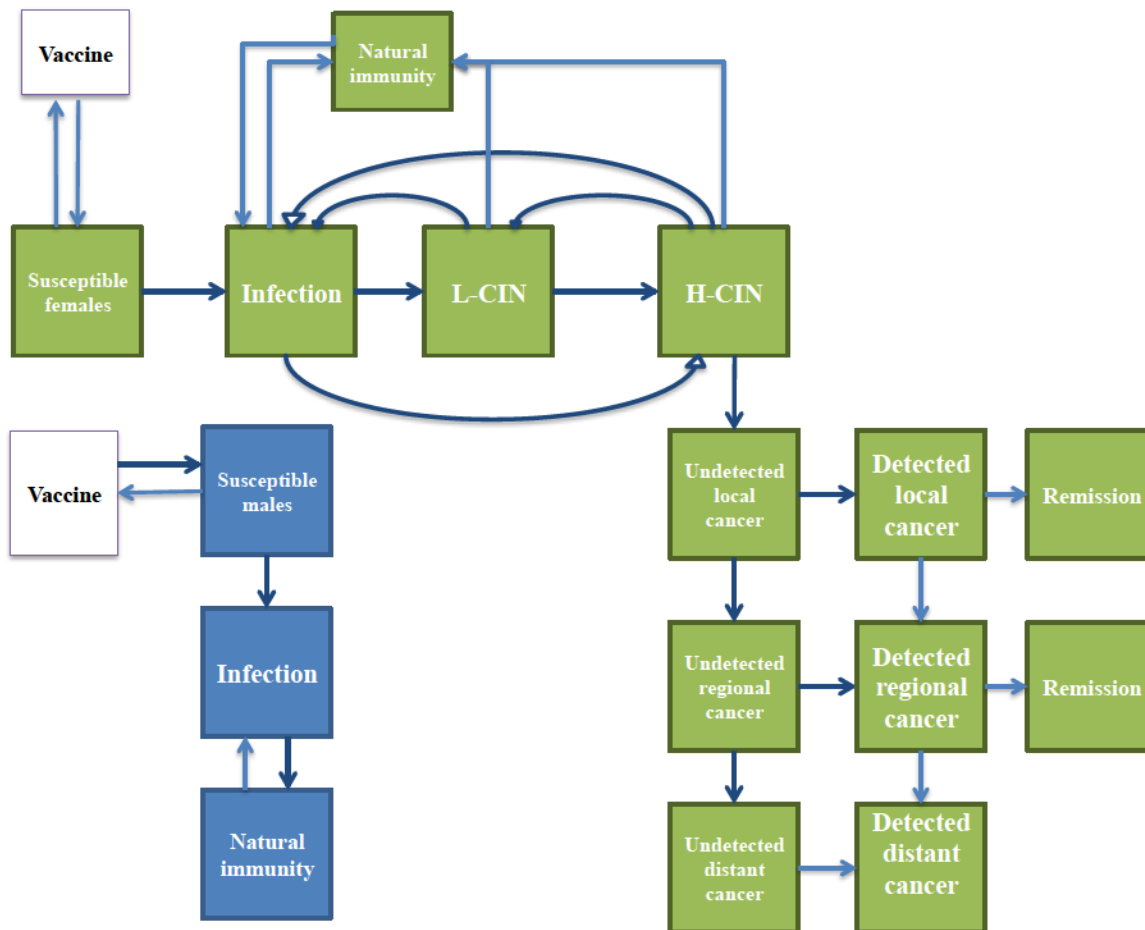 Vaccine
Natural
immunity
Susceptible
females
Infection
L-CIN
H-CIN
Vaccine
Susceptible
males
Undetected
local
cancer
Detected
local
cancer
Remission
Infection
Undetected
regional
cancer
Detected
regional
cancer
Remission
Natural
immunity
Undetected
distant
cancer
Detected
distant
cancer